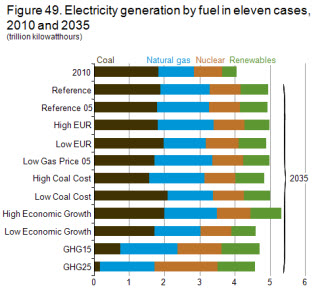 Figure 49. Electricity generation by fuel in eleven cases,
2010 and 2035
(trillion kilowatthours)
Coal Natural gas Nuclear Renewables
2010
Reference
Reference 05
High EUR
Low EUR
Low Gas Price 05
High Coal Cost
Low Coal Cost
High Economic Growth
Low Economic Growth
GHG15
GHG25
2035
0 1 2 3 4 5 6